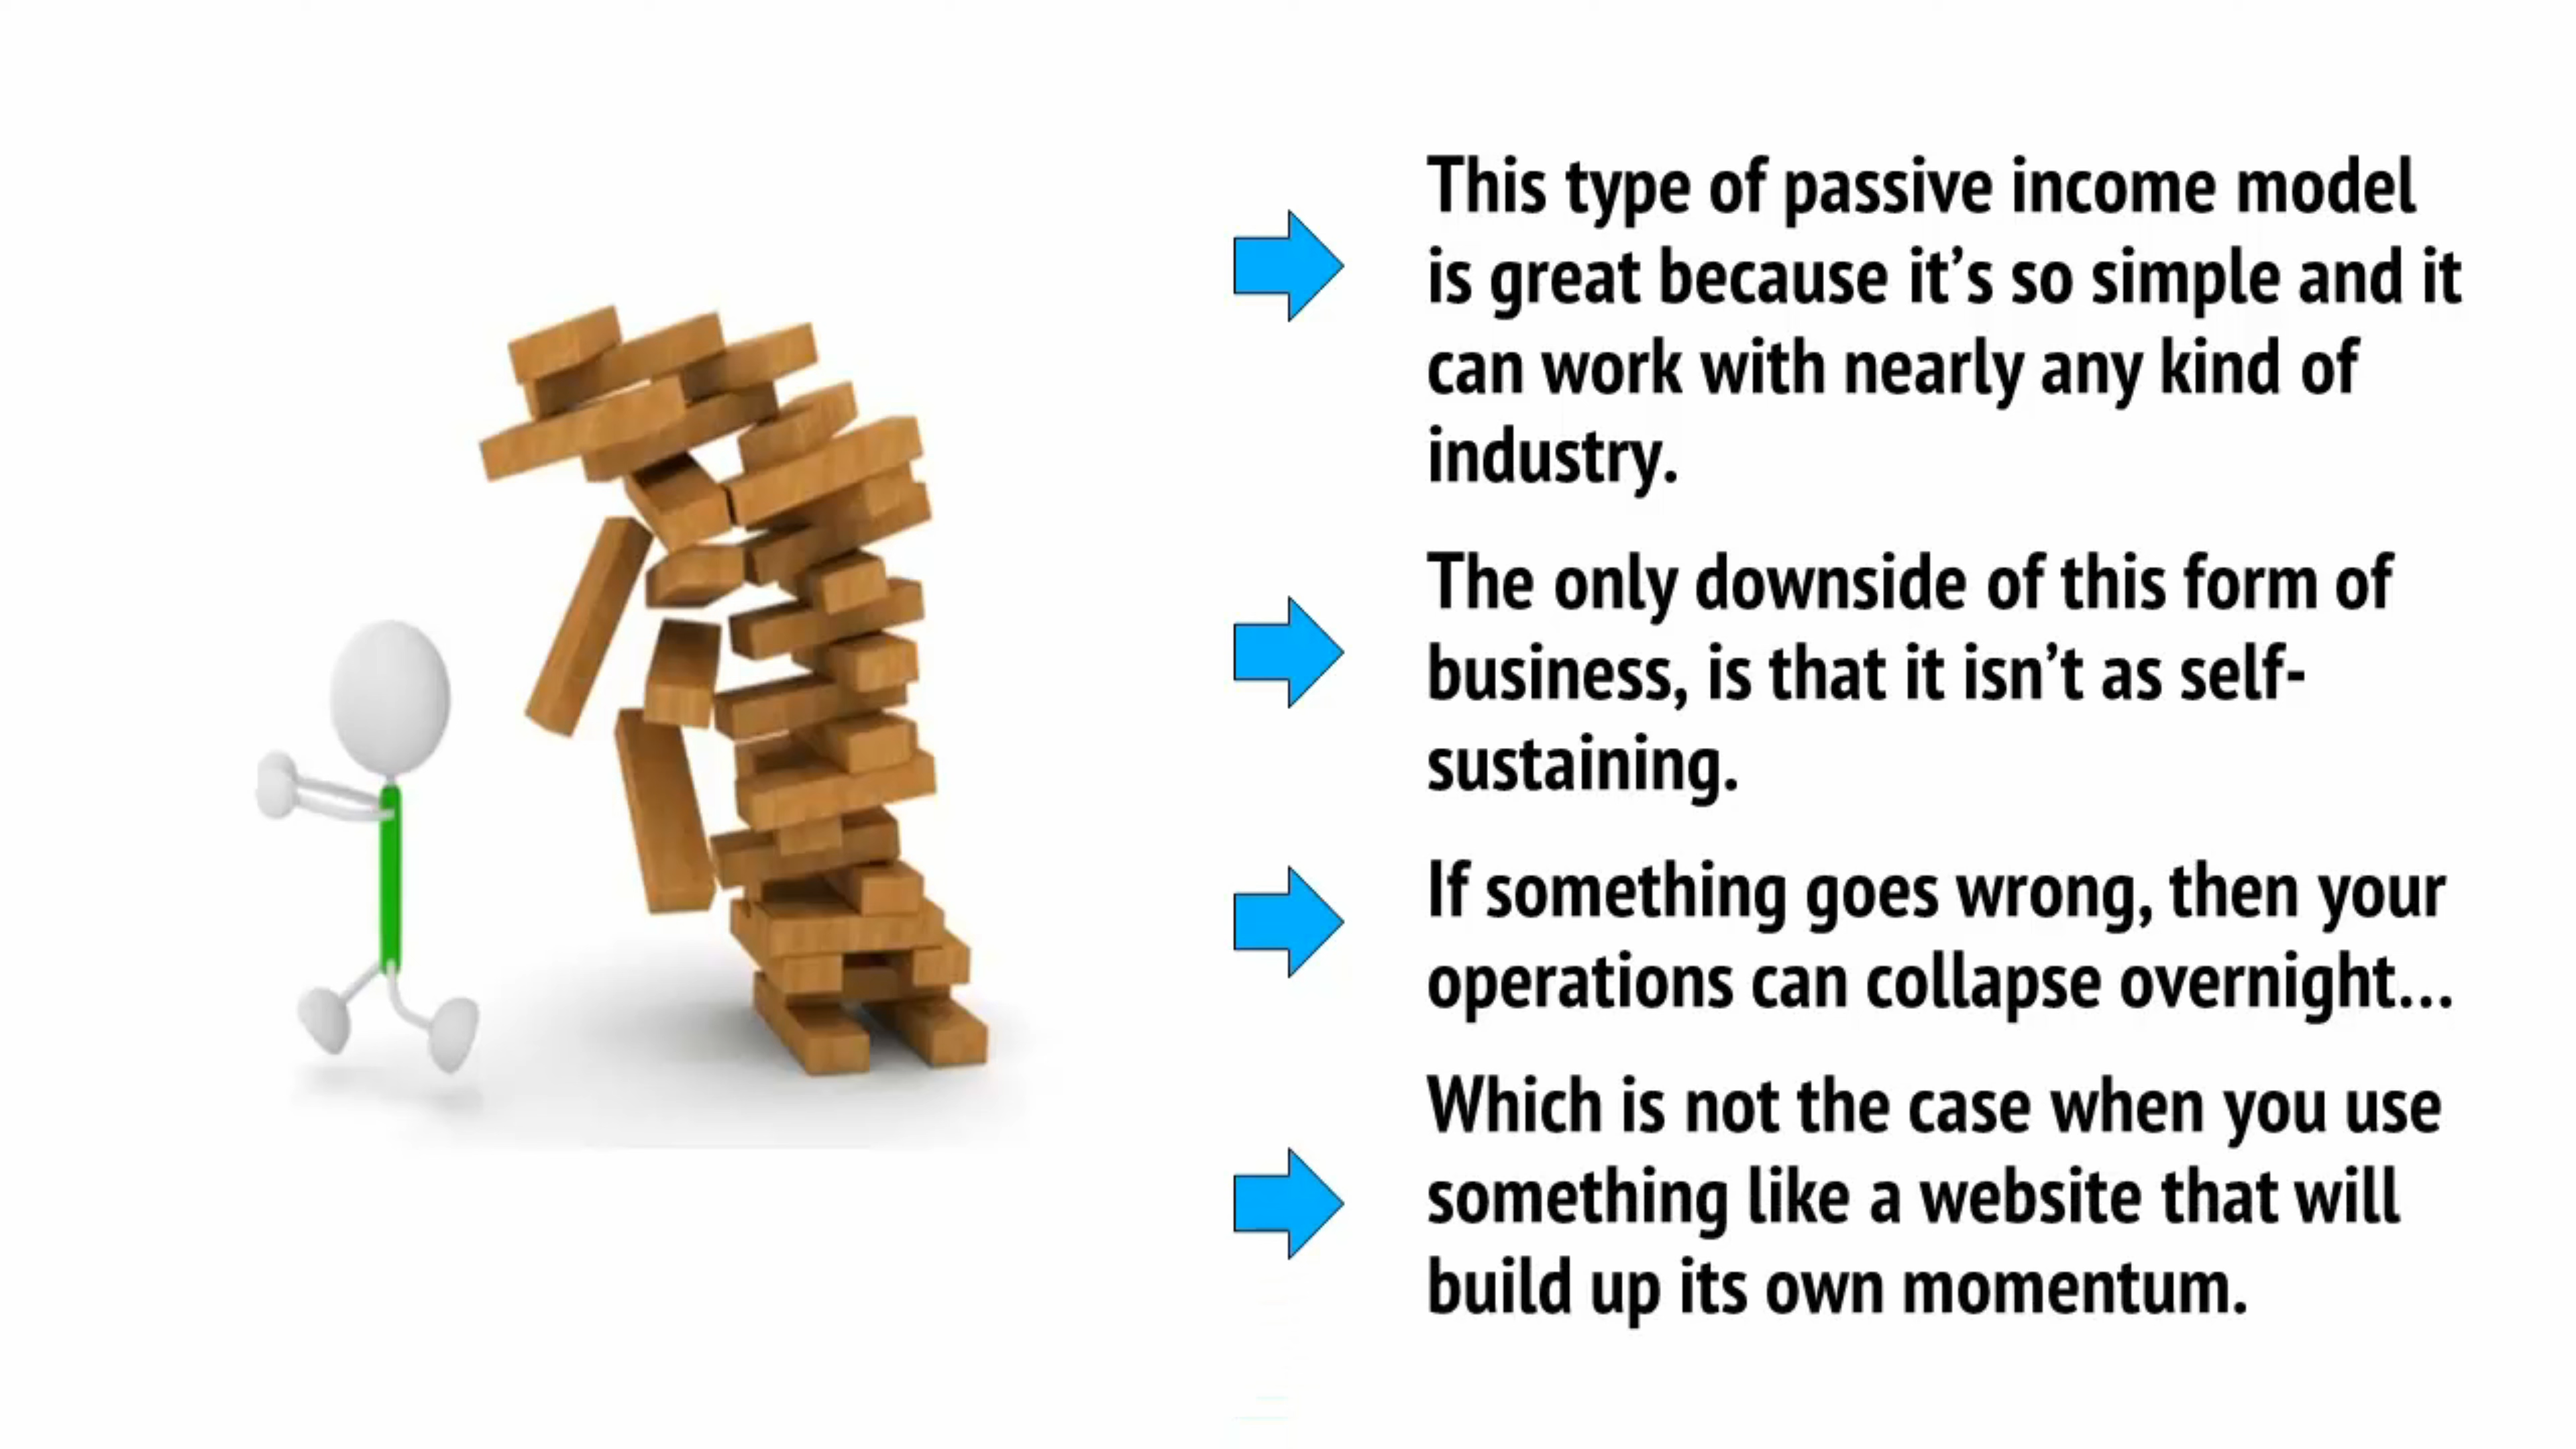 This type of passive income model
is great because it’s so simple and it
can work with nearly any kind of
industry.
The only downside of this form of
business, is that it isn’t as self-
sustaining.
If something goes wrong, then your
operations can collapse overnight...
Which is not the case when you use
something like a website that will
build up its own momentum.